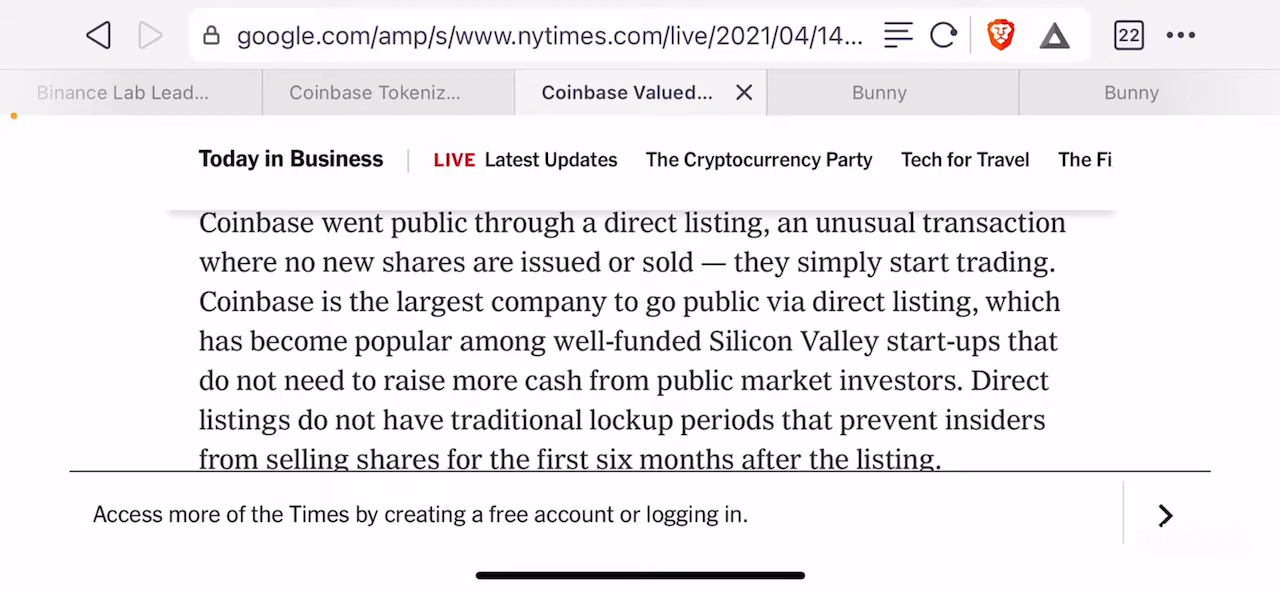 google.com/amp/s/www.nytimes.com/live/2021/04/14...
22
Binance Lab Lead...
Coinbase Tokeniz...
Coinbase Valued...
Bunny
Bunny
Today in Business
LIVE Latest Updates
The Cryptocurrency Party
Tech for Travel
The Fi
Coinbase went public through a direct listing, an unusual transaction
where no new shares are issued or sold — they simply start trading.
Coinbase is the largest company to go public via direct listing, which
has become popular among well-funded Silicon Valley start-ups that
do not need to raise more cash from public market investors. Direct
listings do not have traditional lockup periods that prevent insiders
from selling shares for the first six months after the listing.
Access more of the Times by creating a free account or logging in.